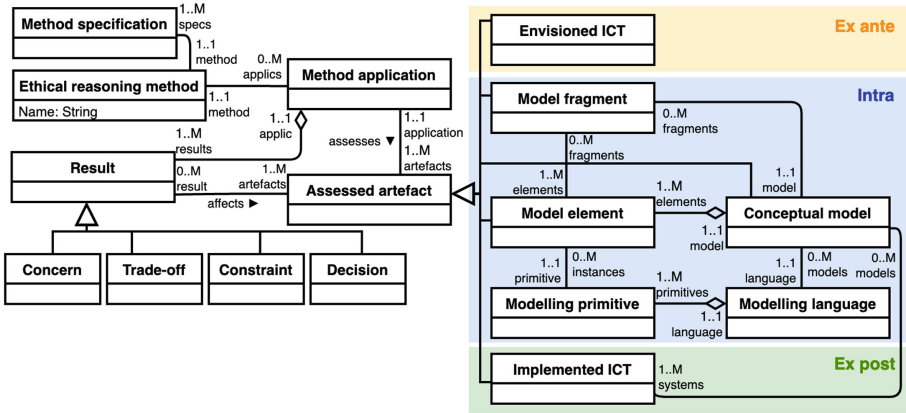 Method specification
1..M
specs
1..1
method
Ethical reasoning method
Name: String
1..1
method
0..M
applics
Method application
1..1
applic
1..M
results
1..1
application
assesses ▼
1..M
artefacts
Result
0..M
result
1..M
artefacts
affects ►
Assessed artefact
Concern
Trade-off
Constraint
Decision
Ex ante
Envisioned ICT
Intra
Model fragment
0..M
fragments
0..M
fragments
1..M
elements
1..1
model
Model element
1..M
elements
1..1
model
Conceptual model
1..1
primitive
0..M
instances
1..1
language
0..M
models
0..M
models
Modelling primitive
1..M
primitives
1..1
language
Modelling language
Ex post
Implemented ICT
1..M
systems